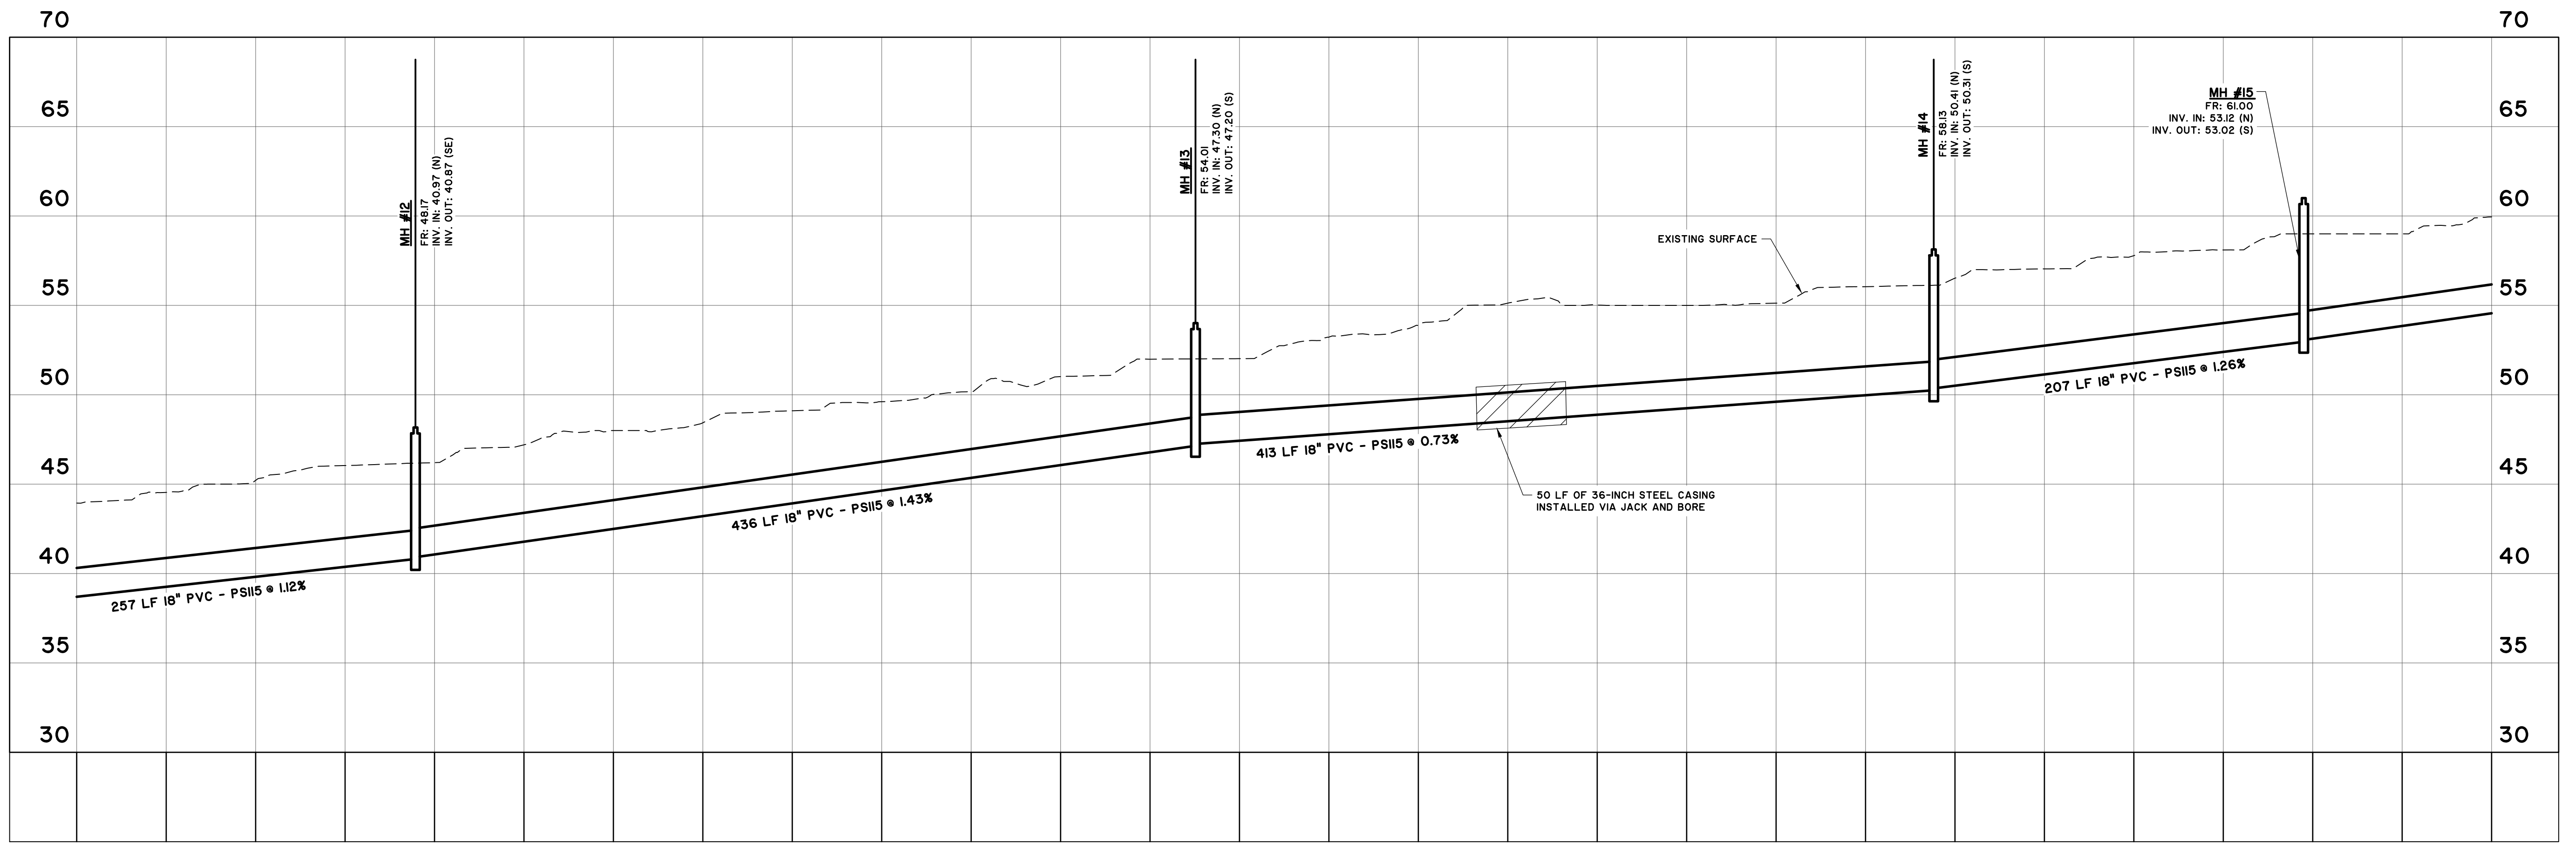 70
70
65
65
60
60
55
55
50
50
45
45
40
40
35
35
30
30
MH #12
FR: 48.17
INV. IN: 40.97 (N)
INV. OUT: 40.87 (SE)
MH #13
FR: 54.01
INV. IN: 47.30 (N)
INV. OUT: 47.20 (S)
MH #14
FR: 58.13
INV. IN: 50.41 (N)
INV. OUT: 50.31 (S)
MH #15
FR: 61.00
INV. IN: 53.12 (N)
INV. OUT: 53.02 (S)
EXISTING SURFACE
257 LF 18" PVC - PS115 @ 1.12%
436 LF 18" PVC - PS115 @ 1.43%
413 LF 18" PVC - PS115 @ 0.73%
207 LF 18" PVC - PS115 @ 1.26%
50 LF OF 36-INCH STEEL CASING
INSTALLED VIA JACK AND BORE